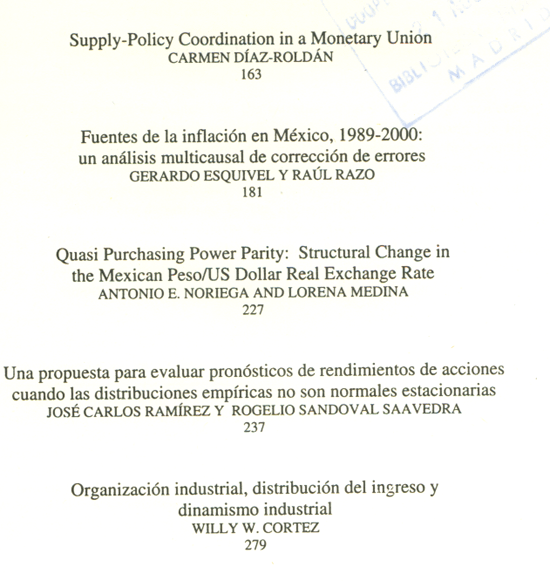 Supply-Policy Coordination in a Monetary Union
CARMEN DÍAZ-ROLDÁN
163
BIBLIO
MADRID
Fuentes de la inflación en México, 1989-2000:
un análisis multicausal de corrección de errores
GERARDO ESQUIVEL Y RAÚL RAZO
181
Quasi Purchasing Power Parity: Structural Change in
the Mexican Peso/US Dollar Real Exchange Rate
ANTONIO E. NORIEGA AND LORENA MEDINA
227
Una propuesta para evaluar pronósticos de rendimientos de acciones
cuando las distribuciones empíricas no son normales estacionarias
JOSÉ CARLOS RAMÍREZ Y ROGELIO SANDOVAL SAAVEDRA
237
Organización industrial, distribución del ingreso y
dinamismo industrial
WILLY W. CORTEZ
279